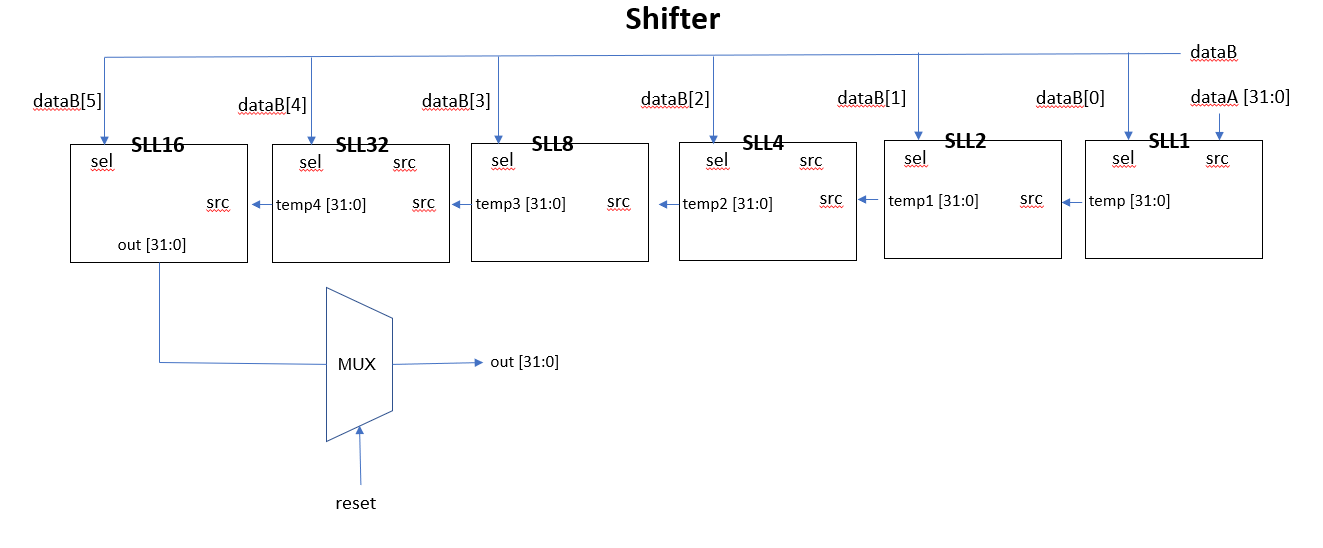 Shifter
dataB
dataB[5]
dataB[4]
dataB[3]
dataB[2]
dataB[1]
dataB[0]
dataA [31:0]
SLL16
SLL32
SLL8
SLL4
SLL2
SLL1
sel
sel
src
sel
sel
src
sel
sel
src
src
temp4 [31:0]
src
temp3 [31:0]
src
temp2 [31:0]
src
temp1 [31:0]
src
temp [31:0]
out [31:0]
MUX
out [31:0]
reset